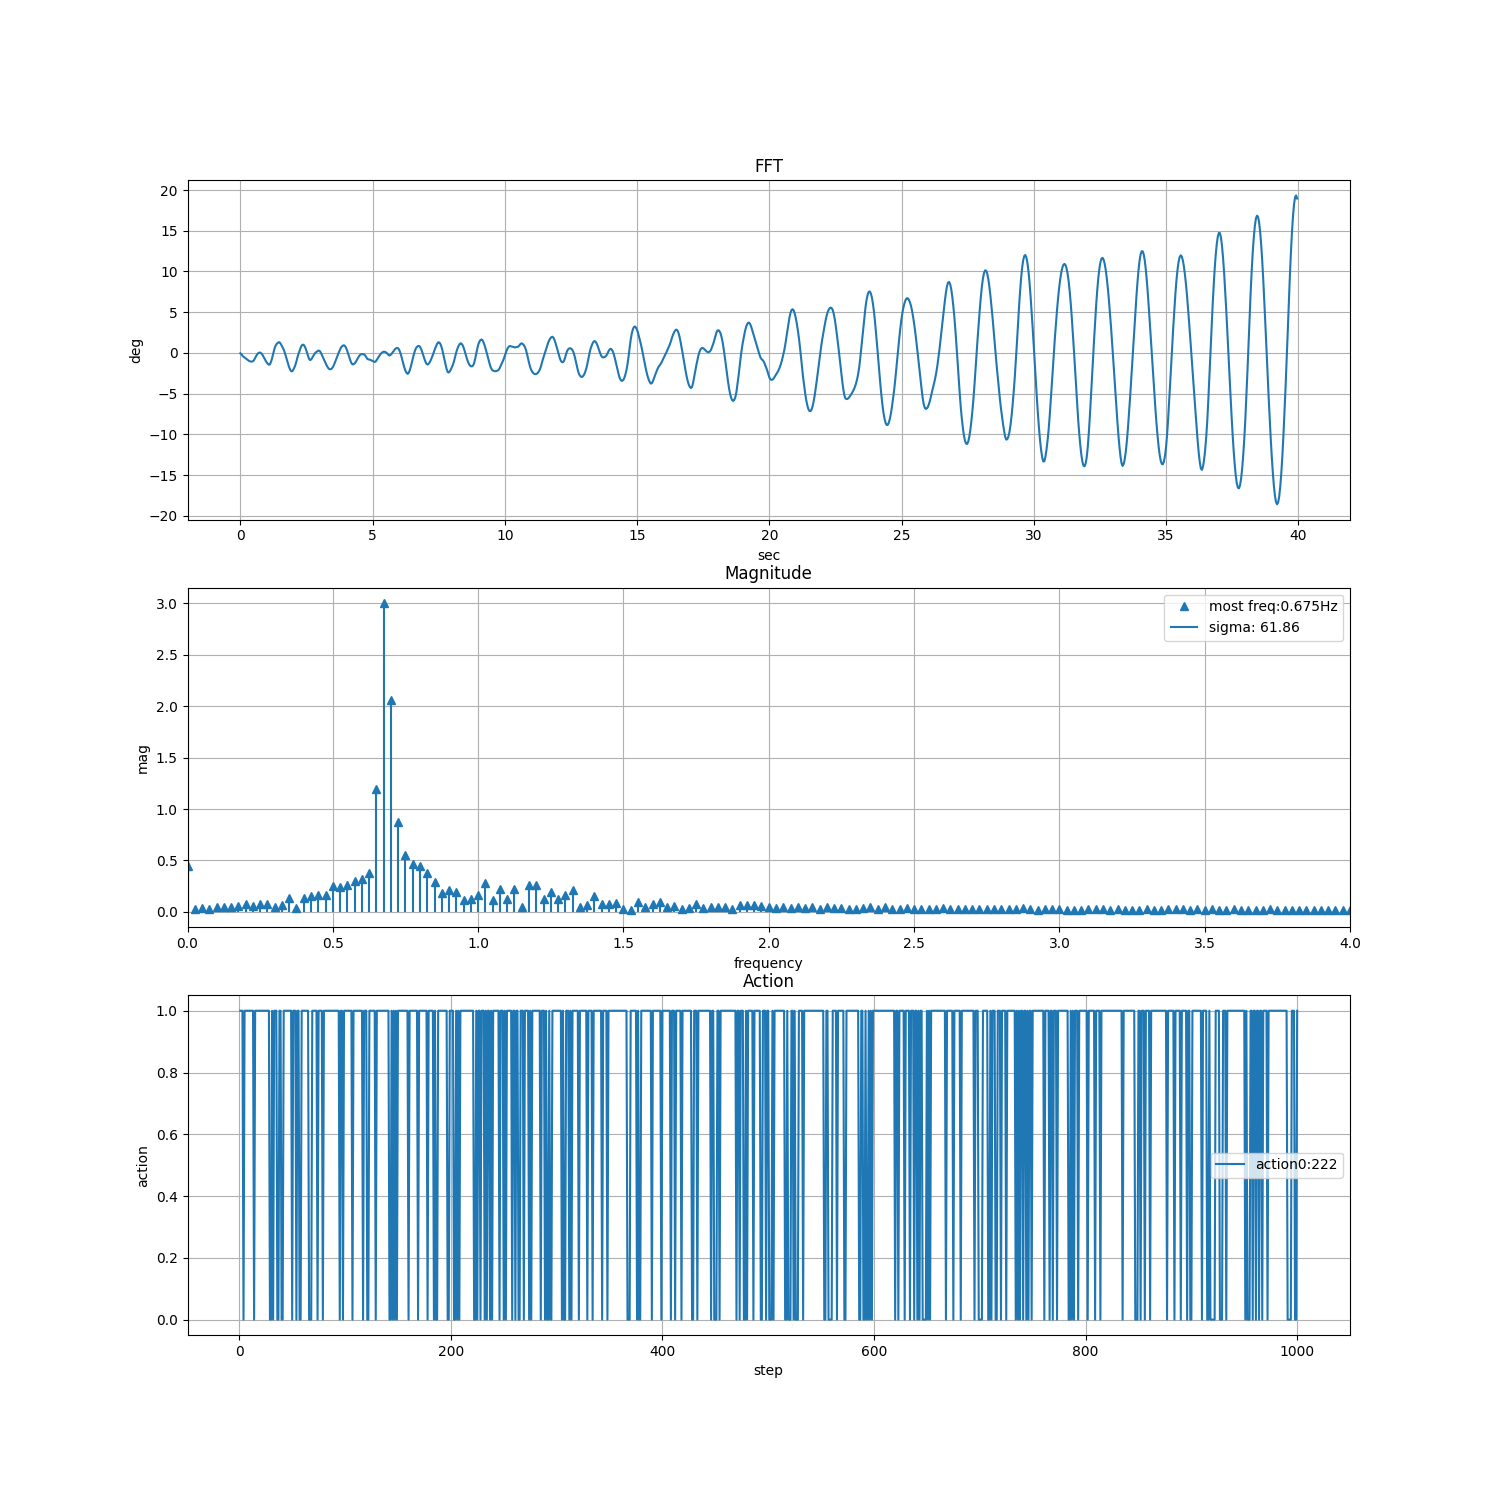 FFT
20
15
10
5
0
−5
−10
−15
−20
deg
0 5 10 15 20 25 30 35 40
sec
Magnitude
3.0
2.5
2.0
1.5
1.0
0.5
0.0
mag
most freq:0.675Hz
sigma: 61.86
0.0 0.5 1.0 1.5 2.0 2.5 3.0 3.5 4.0
frequency
Action
1.0
0.8
0.6
0.4
0.2
0.0
action
action0:222
0 200 400 600 800 1000
step